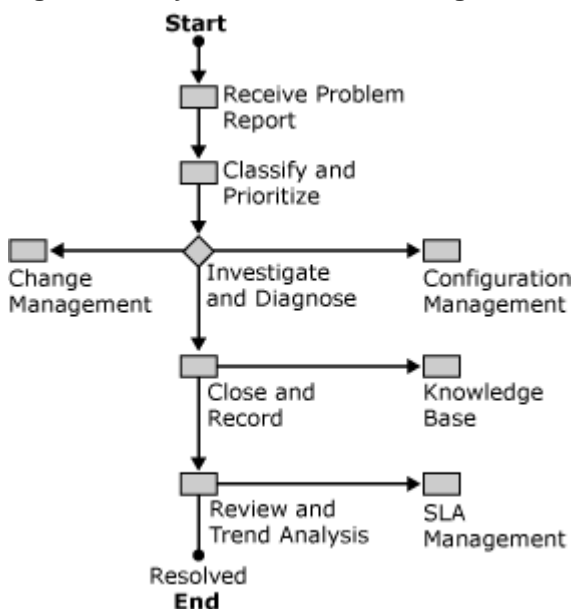 Start
Receive Problem
Report
Classify and
Prioritize
Change
Management
Investigate
and Diagnose
Configuration
Management
Close and
Record
Knowledge
Base
Review and
Trend Analysis
SLA
Management
Resolved
End